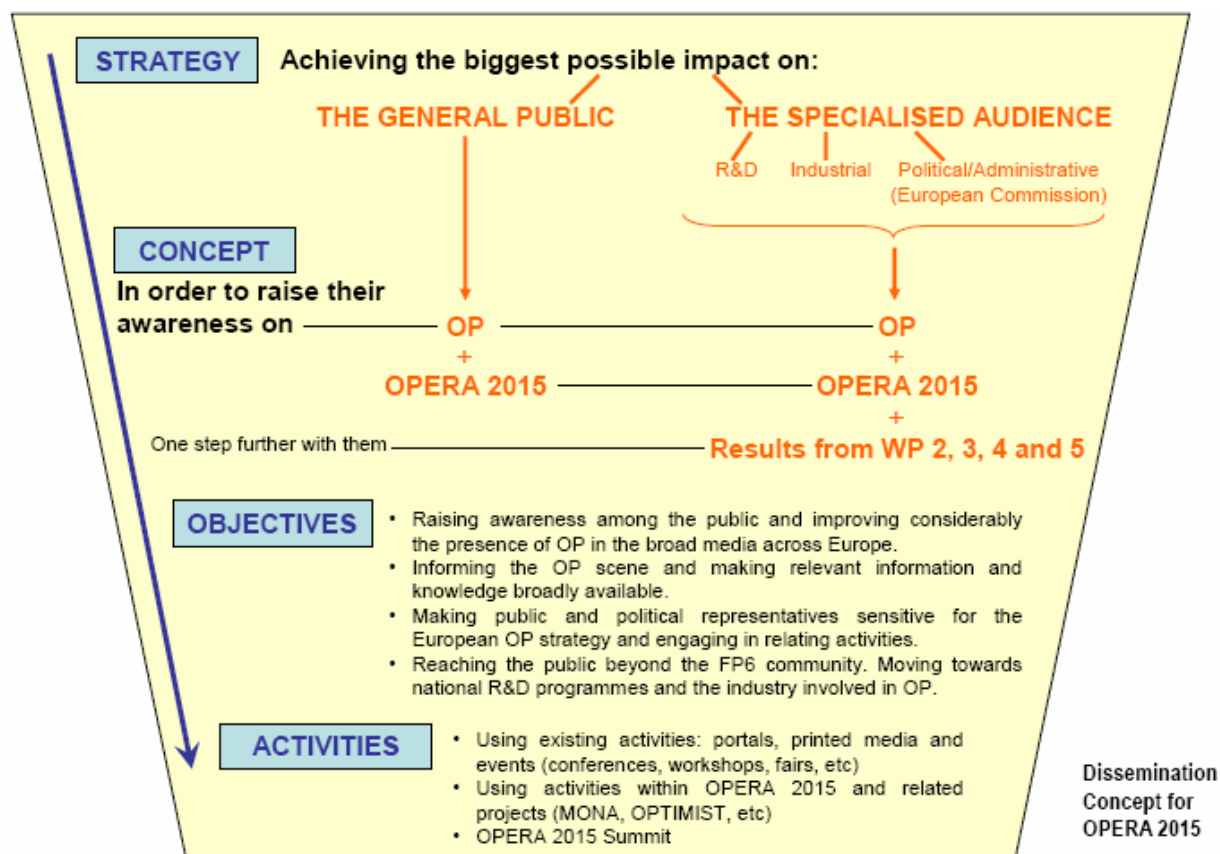 STRATEGY Achieving the biggest possible impact on:
THE GENERAL PUBLIC THE SPECIALISED AUDIENCE
R&D Industrial Political/Administrative
(European Commission)
CONCEPT
In order to raise their
awareness on OP OP
+ +
OPERA 2015 OPERA 2015
+
One step further with them Results from WP 2, 3, 4 and 5
OBJECTIVES • Raising awareness among the public and improving considerably
the presence of OP in the broad media across Europe.
• Informing the OP scene and making relevant information and
knowledge broadly available.
• Making public and political representatives sensitive for the
European OP strategy and engaging in relating activities.
• Reaching the public beyond the FP6 community. Moving towards
national R&D programmes and the industry involved in OP.
ACTIVITIES • Using existing activities: portals, printed media and
events (conferences, workshops, fairs, etc)
• Using activities within OPERA 2015 and related
projects (MONA, OPTIMIST, etc)
• OPERA 2015 Summit
Dissemination
Concept for
OPERA 2015